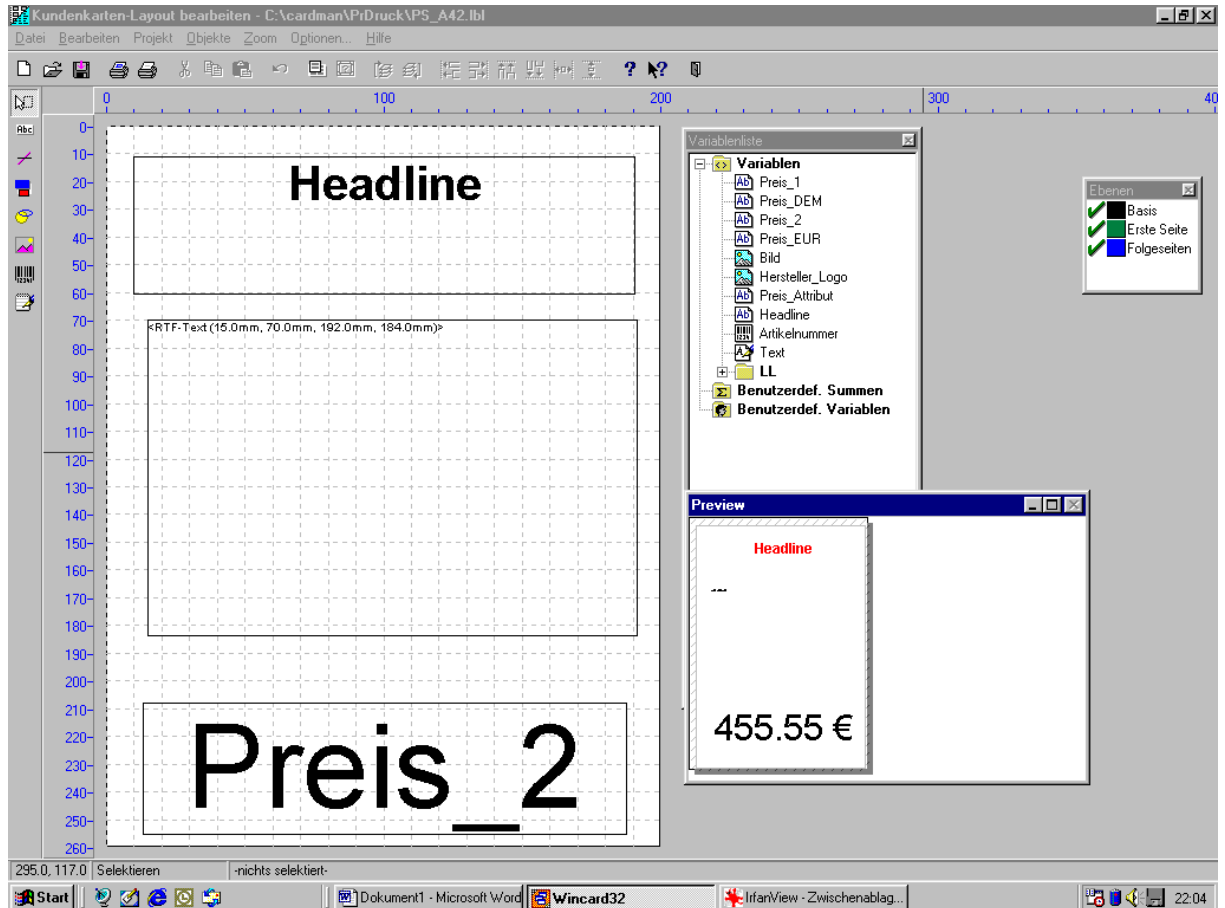 Kundenkarten-Layout bearbeiten - C:\cardman\PrDruck\PS_A42.lbl
Datei Bearbeiten Projekt Objekte Zoom Optionen... Hilfe
0 100 200 300 40
Abc
0
10
20
30
40
50
60
70
80
90
100
110
120
130
140
150
160
170
180
190
200
210
220
230
240
250
260
Headline
<RTF-Text (15.0mm, 70.0mm, 192.0mm, 184.0mm)>
Preis_2
Variablenliste
Variablen
Preis_1
Preis_DEM
Preis_2
Preis_EUR
Bild
Hersteller_Logo
Preis_Attribut
Headline
Artikelnummer
Text
LL
Benutzerdef. Summen
Benutzerdef. Variablen
Ebenen
Basis
Erste Seite
Folgeseiten
Preview
Headline
455.55 €
295.0, 117.0 Selektieren -nichts selektiert-
Start Dokument1 - Microsoft Word Wincard32 IrfanView - Zwischenablag... 22:04